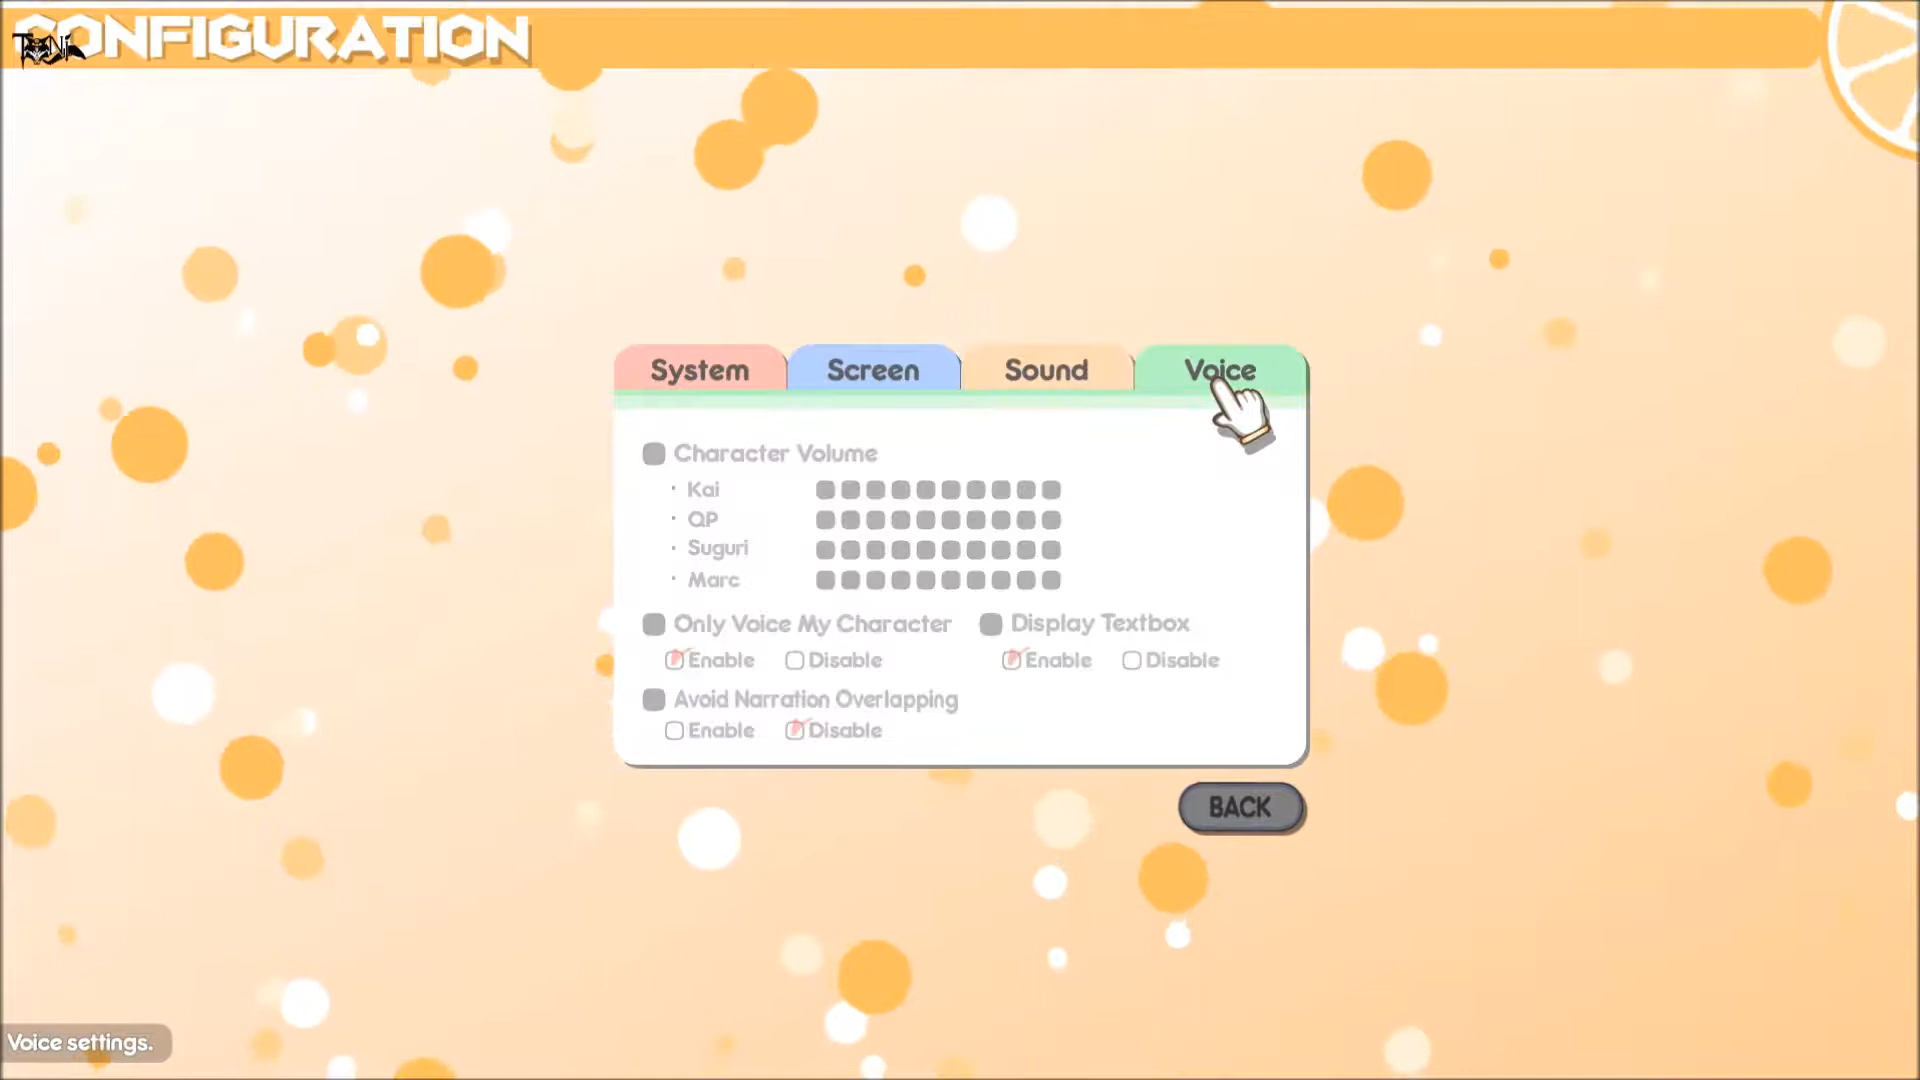 CONFIGURATION
System Screen Sound Voice
Character Volume
· Kai
· QP
· Suguri
· Marc
Only Voice My Character Display Textbox
Enable Disable Enable Disable
Avoid Narration Overlapping
Enable Disable
BACK
Voice settings.